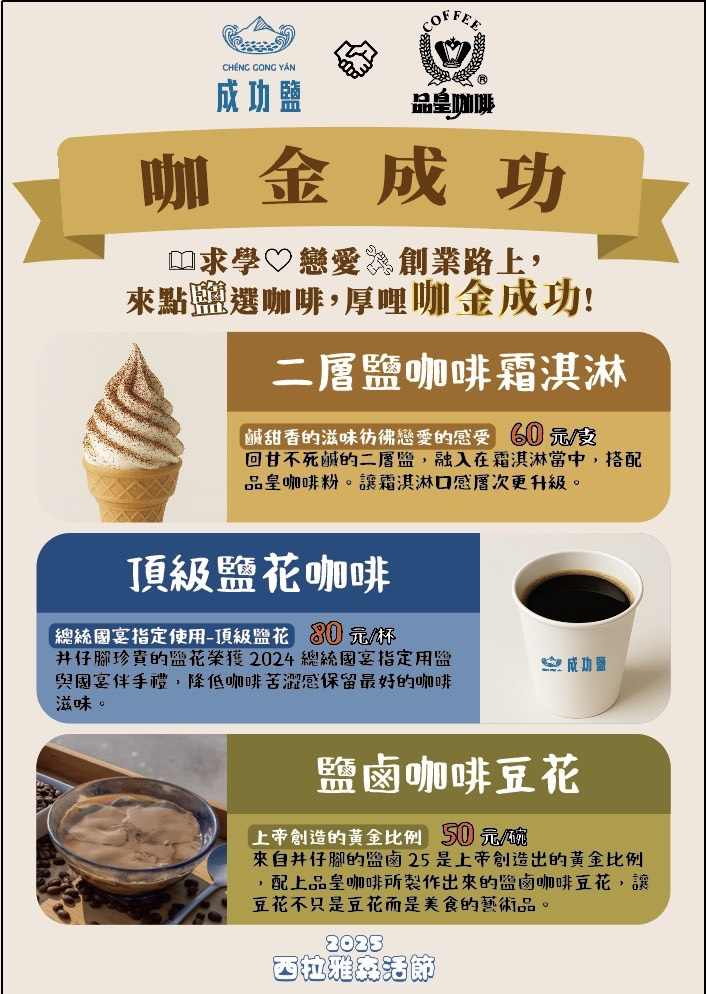 CHÉNG GONG YÁN
成功鹽
COFFEE
®
品皇咖啡
咖金成功
求學 戀愛 創業路上，
來點鹽選咖啡，厚哩咖金成功!
二層鹽咖啡霜淇淋
鹹甜香的滋味彷彿戀愛的感受 60元/支
回甘不死鹹的二層鹽，融入在霜淇淋當中，搭配
品皇咖啡粉。讓霜淇淋口感層次更升級。
頂級鹽花咖啡
總統國宴指定使用-頂級鹽花 80元/杯
井仔腳珍貴的鹽花榮獲 2024 總統國宴指定用鹽
與國宴伴手禮，降低咖啡苦澀感保留最好的咖啡
滋味。
成功鹽
鹽鹵咖啡豆花
上帝創造的黃金比例 50元/碗
來自井仔腳的鹽鹵 25 是上帝創造出的黃金比例
，配上品皇咖啡所製作出來的鹽鹵咖啡豆花，讓
豆花不只是豆花而是美食的藝術品。
2025
西拉雅森活節